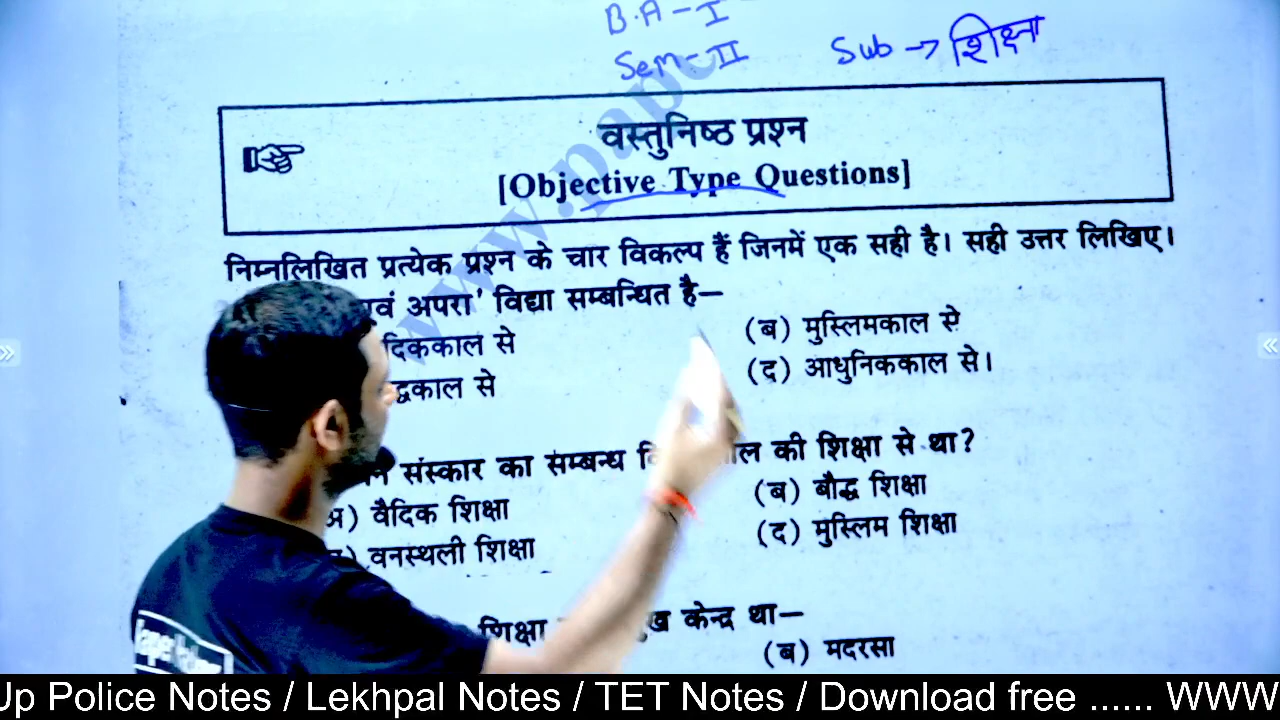 B.A - I
Sem - II
Sub → शिक्षा
वस्तुनिष्ठ प्रश्न
[Objective Type Questions]
निम्नलिखित प्रत्येक प्रश्न के चार विकल्प हैं जिनमें एक सही है। सही उत्तर लिखिए।
एवं अपरा' विद्या सम्बन्धित है—
से
(ब) मुस्लिमकाल से
से
(द) आधुनिककाल से।
संस्कार का सम्बन्ध
की शिक्षा से था?
अ) वैदिक शिक्षा
(ब) बौद्ध शिक्षा
वनस्थली शिक्षा
(द) मुस्लिम शिक्षा
शिक्षा
केन्द्र था—
(ब) मदरसा
Up Police Notes / Lekhpal Notes / TET Notes / Download free ...... WWW